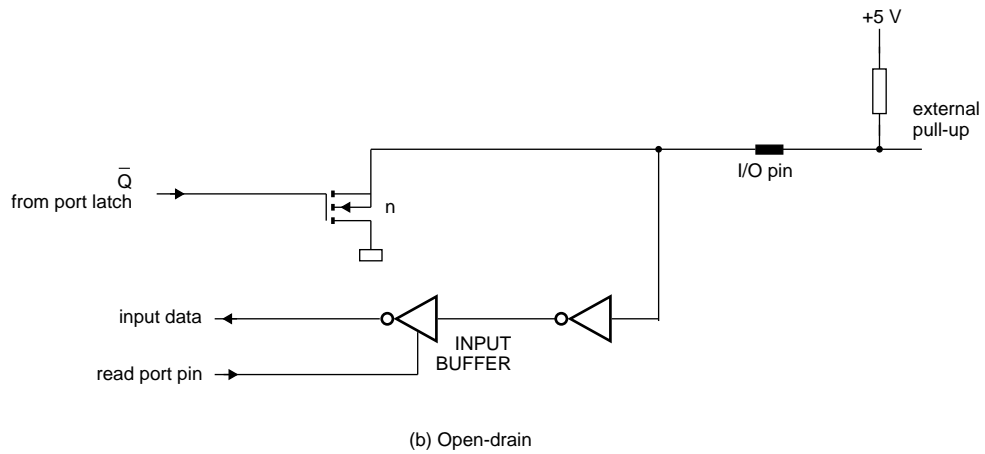 +5 V
external
pull-up
I/O pin
Q̅
from port latch
n
input data
INPUT
BUFFER
read port pin
(b) Open-drain